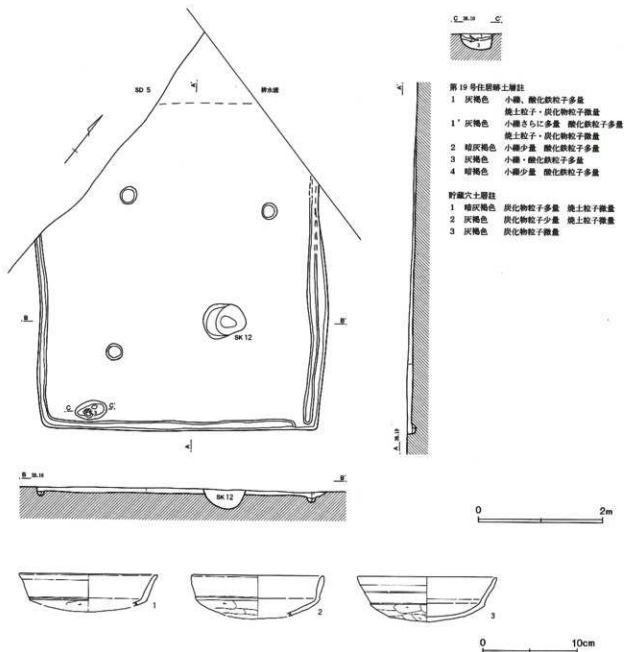 SD 5
A'
排水溝
B
B'
SK 12
C
C'
3
A
B 28.10
B'
SK 12
C 28.10 C'
3
A'
A 28.10
第19号住居跡土層註
1 灰褐色 小礫、酸化鉄粒子多量
焼土粒子・炭化物粒子微量
1' 灰褐色 小礫さらに多量 酸化鉄粒子多量
焼土粒子・炭化物粒子微量
2 暗灰褐色 小礫少量 酸化鉄粒子多量
3 灰褐色 小礫・酸化鉄粒子多量
4 暗褐色 小礫少量 酸化鉄粒子多量
貯蔵穴土層註
1 暗灰褐色 炭化物粒子多量 焼土粒子微量
2 灰褐色 炭化物粒子少量 焼土粒子微量
3 灰褐色 炭化物粒子微量
0 2m
1
2
3
0 10cm